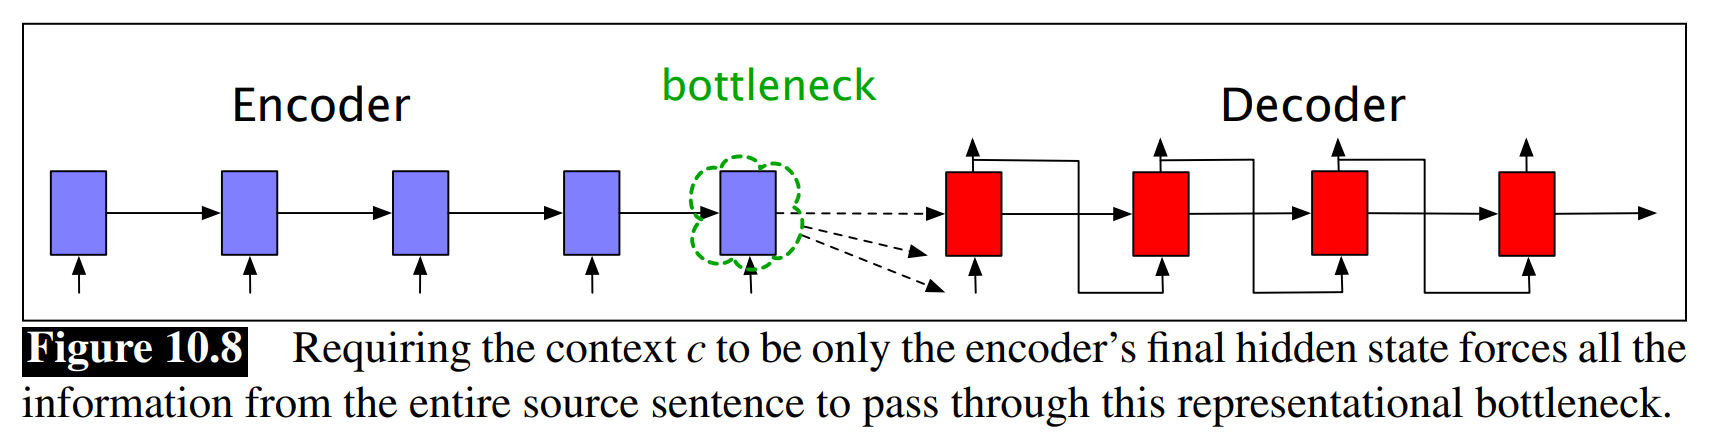 Encoder
bottleneck
Decoder
Figure 10.8 Requiring the context c to be only the encoder’s final hidden state forces all the
information from the entire source sentence to pass through this representational bottleneck.